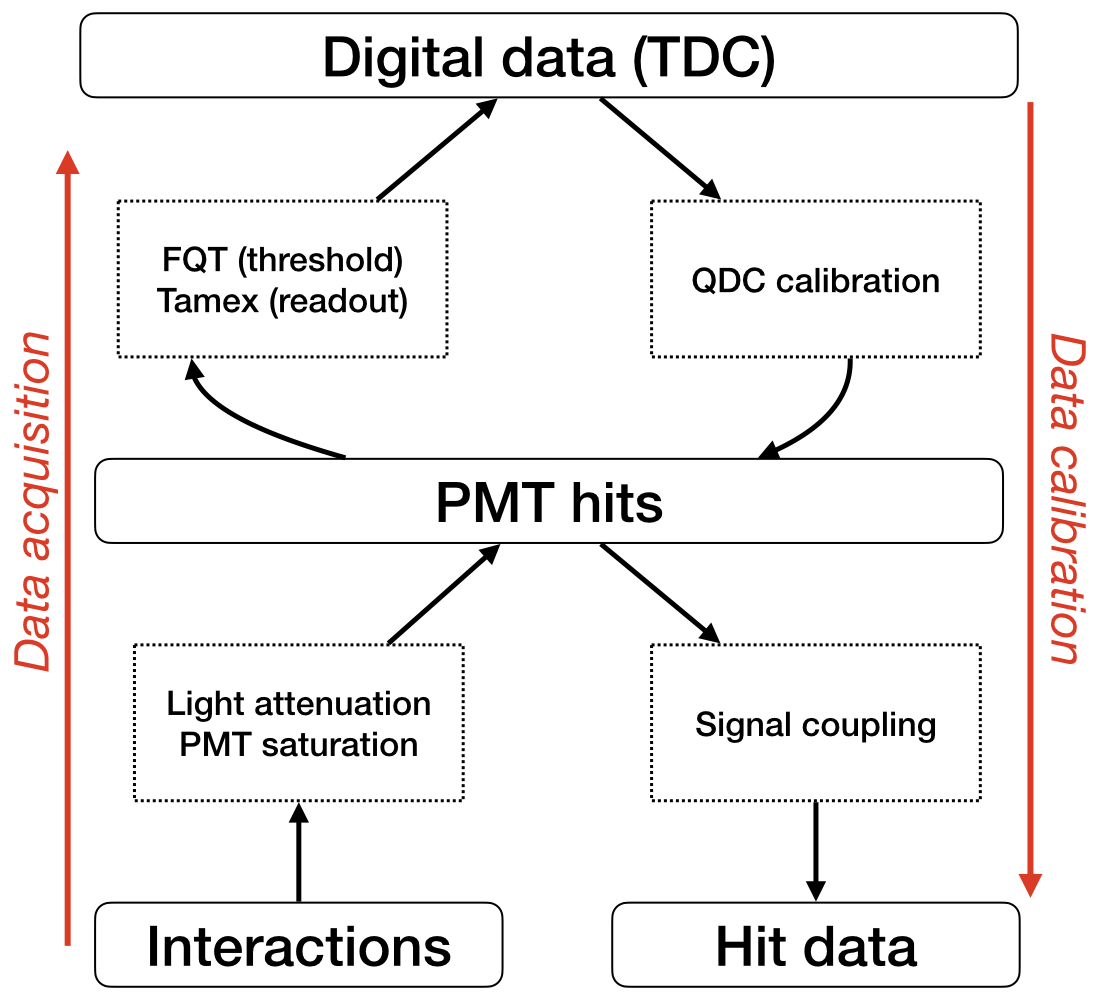 Digital data (TDC)
FQT (threshold)
Tamex (readout)
QDC calibration
Data acquisition
Data calibration
PMT hits
Light attenuation
PMT saturation
Signal coupling
Interactions
Hit data